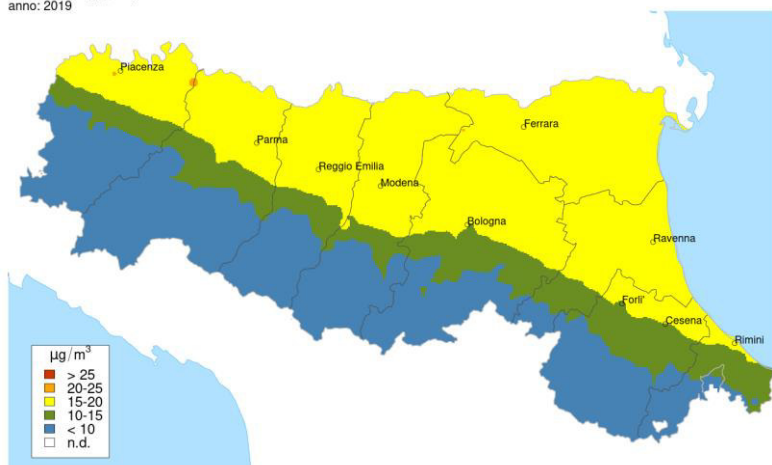 anno: 2019
Piacenza
Parma
Reggio Emilia
Modena
Ferrara
Bologna
Ravenna
Forli'
Cesena
Rimini
µg/m³
> 25
20-25
15-20
10-15
< 10
n.d.